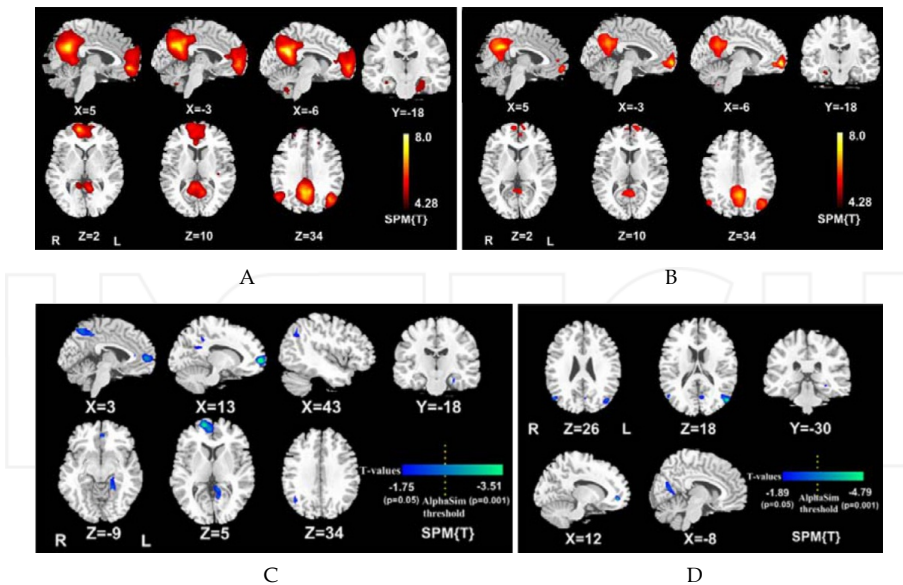 X=5 X=-3 X=-6 Y=-18
8.0
4.28
SPM{T}
R Z=2 L Z=10 Z=34
A
X=5 X=-3 X=-6 Y=-18
8.0
4.28
SPM{T}
R Z=2 L Z=10 Z=34
B
X=3 X=13 X=43 Y=-18
T-values
-1.75 -3.51
(p=0.05) AlphaSim (p=0.001)
threshold
R Z=-9 L Z=5 Z=34 SPM{T}
C
R Z=26 L Z=18 Y=-30
T-values
-1.89 -4.79
(p=0.05) AlphaSim (p=0.001)
threshold
X=12 X=-8 SPM{T}
D